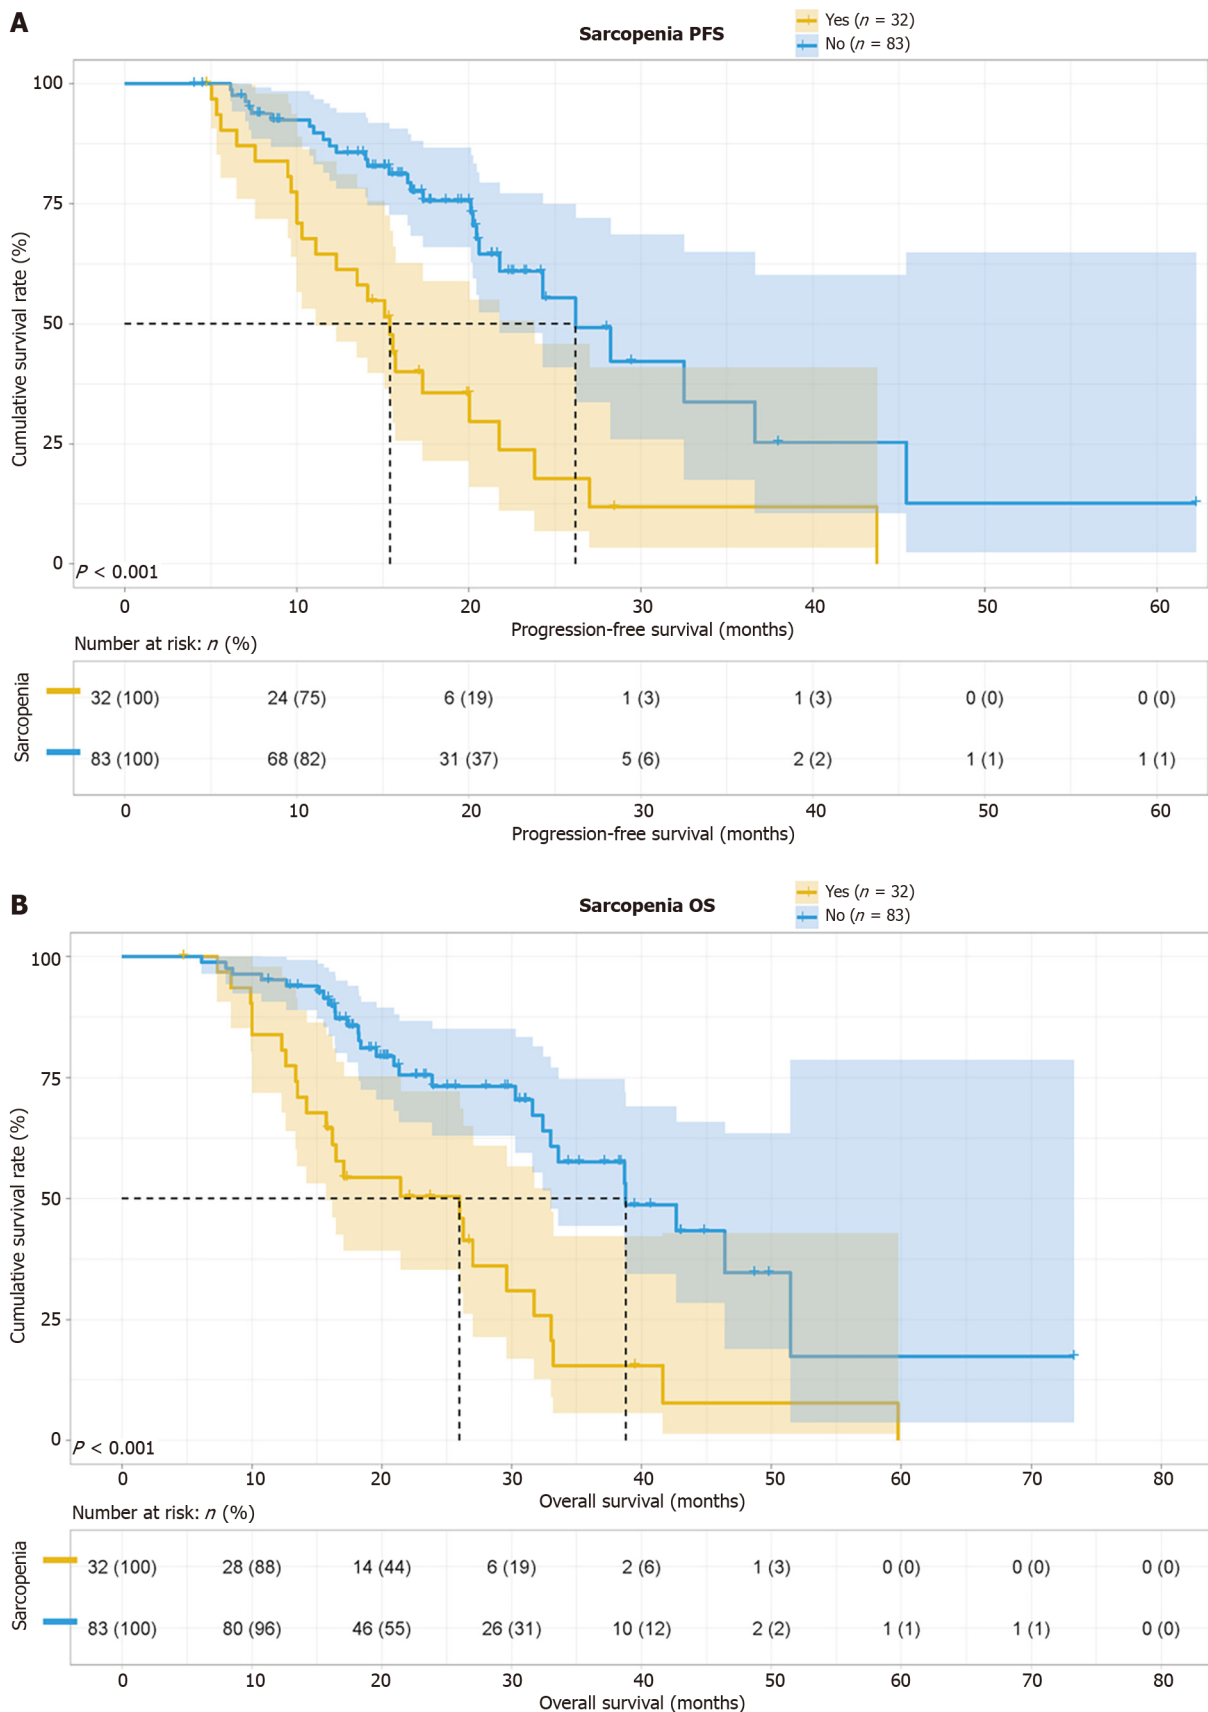 A
Sarcopenia PFS
Yes (n = 32)
No (n = 83)
Cumulative survival rate (%)
100
75
50
25
0
P < 0.001
0 10 20 30 40 50 60
Progression-free survival (months)
Number at risk: n (%)
Sarcopenia
32 (100) 24 (75) 6 (19) 1 (3) 1 (3) 0 (0) 0 (0)
83 (100) 68 (82) 31 (37) 5 (6) 2 (2) 1 (1) 1 (1)
0 10 20 30 40 50 60
Progression-free survival (months)
B
Sarcopenia OS
Yes (n = 32)
No (n = 83)
Cumulative survival rate (%)
100
75
50
25
0
P < 0.001
0 10 20 30 40 50 60 70 80
Overall survival (months)
Number at risk: n (%)
Sarcopenia
32 (100) 28 (88) 14 (44) 6 (19) 2 (6) 1 (3) 0 (0) 0 (0) 0 (0)
83 (100) 80 (96) 46 (55) 26 (31) 10 (12) 2 (2) 1 (1) 1 (1) 0 (0)
0 10 20 30 40 50 60 70 80
Overall survival (months)